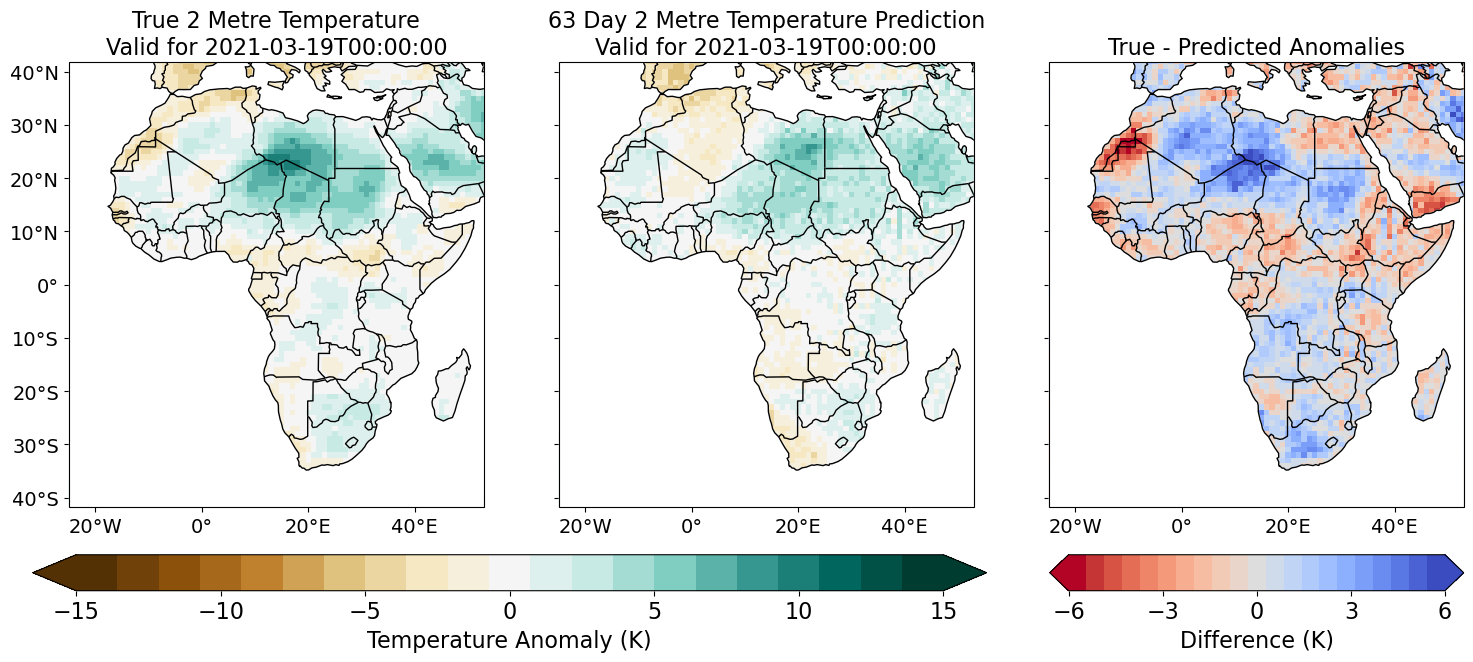 True 2 Metre Temperature
Valid for 2021-03-19T00:00:00
63 Day 2 Metre Temperature Prediction
Valid for 2021-03-19T00:00:00
True - Predicted Anomalies
40°N
30°N
20°N
10°N
0°
10°S
20°S
30°S
40°S
20°W 0° 20°E 40°E
20°W 0° 20°E 40°E
20°W 0° 20°E 40°E
−15 −10 −5 0 5 10 15
Temperature Anomaly (K)
−6 −3 0 3 6
Difference (K)